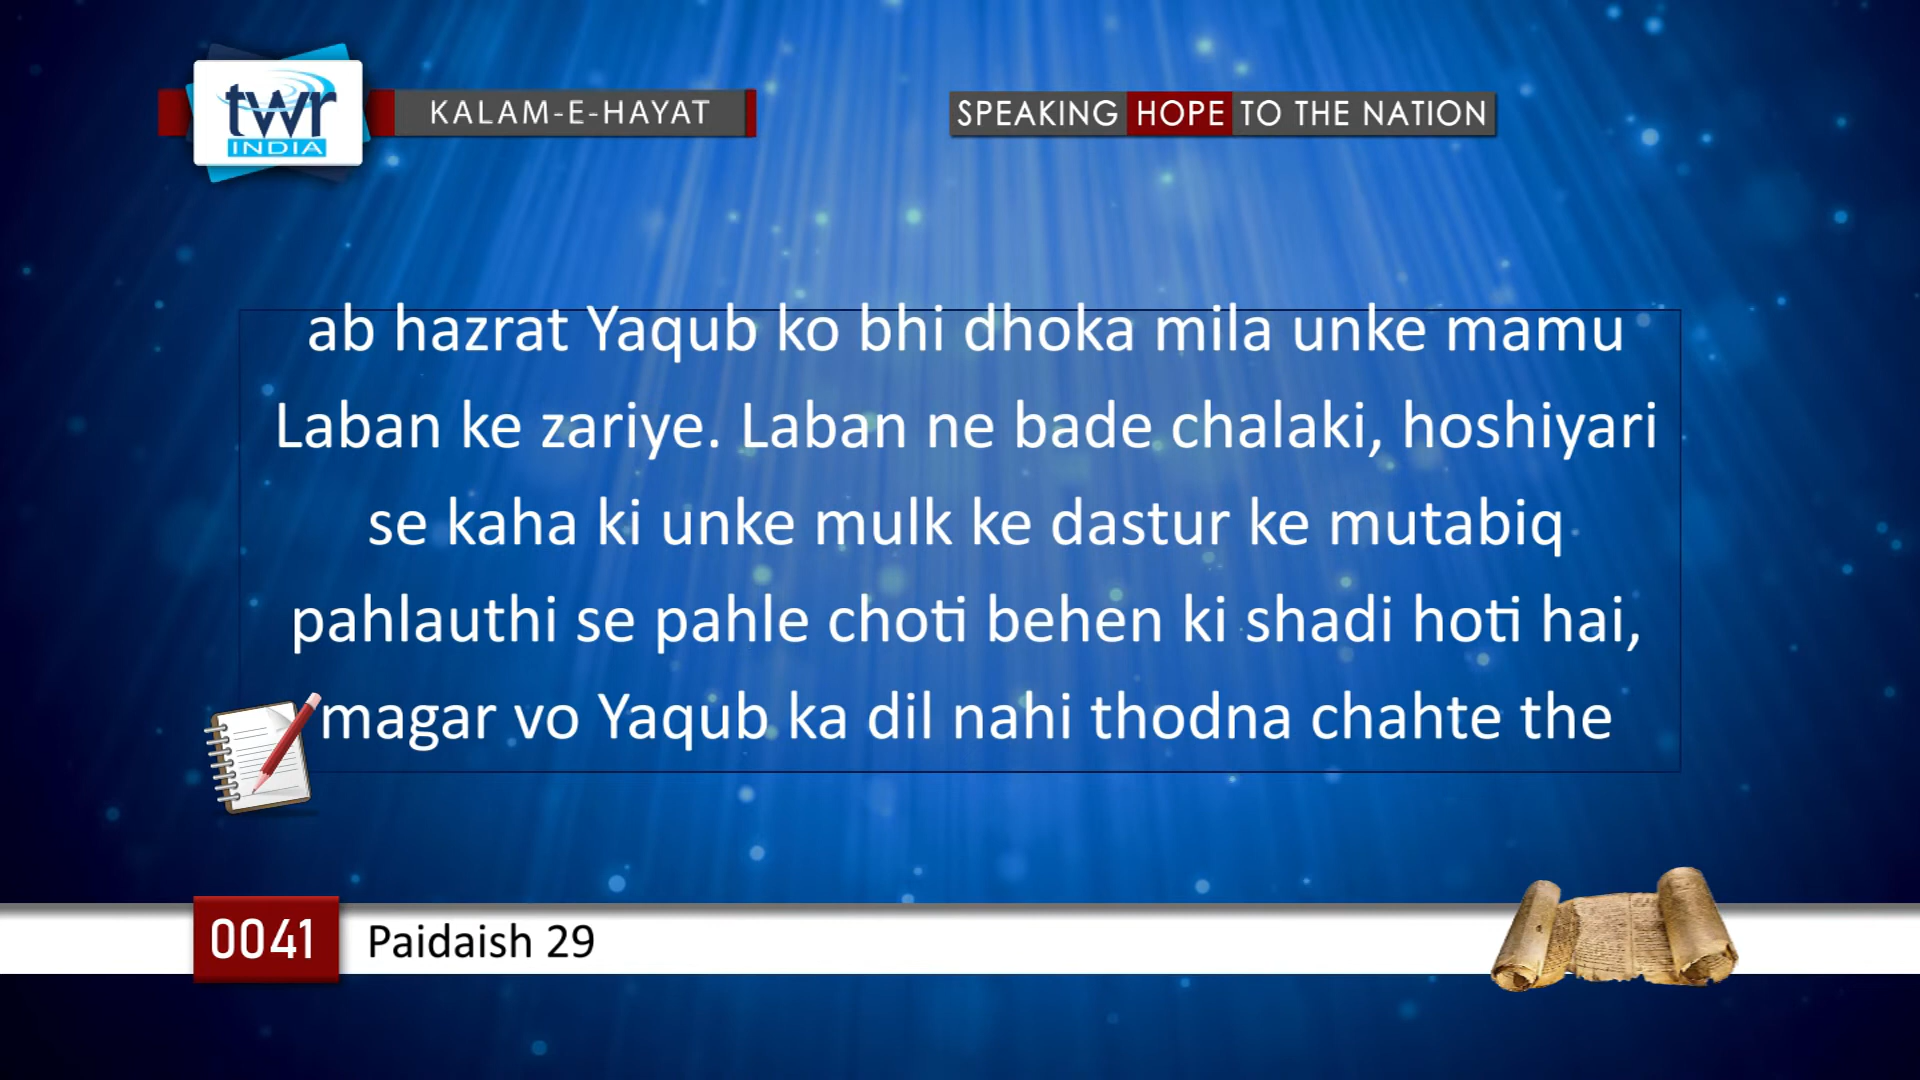 twr
INDIA
KALAM-E-HAYAT
SPEAKING HOPE TO THE NATION
ab hazrat Yaqub ko bhi dhoka mila unke mamu
Laban ke zariye. Laban ne bade chalaki, hoshiyari
se kaha ki unke mulk ke dastur ke mutabiq
pahlauthi se pahle choti behen ki shadi hoti hai,
magar vo Yaqub ka dil nahi thodna chahte the
0041
Paidaish 29